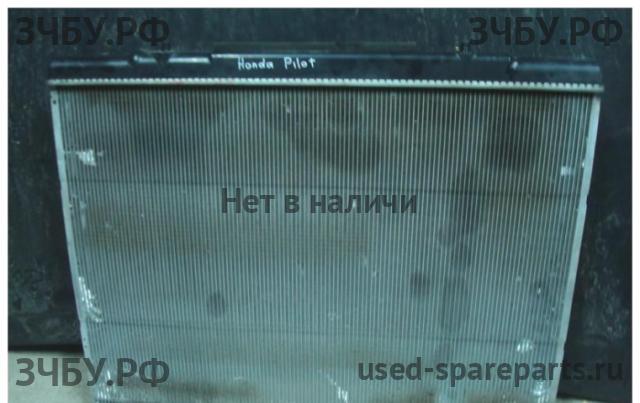 ЗЧБУ.РФ
ЗЧБУ.РФ
Honda Pilot
Нет в наличи
ЗЧБУ.РФ
used-spareparts.ru